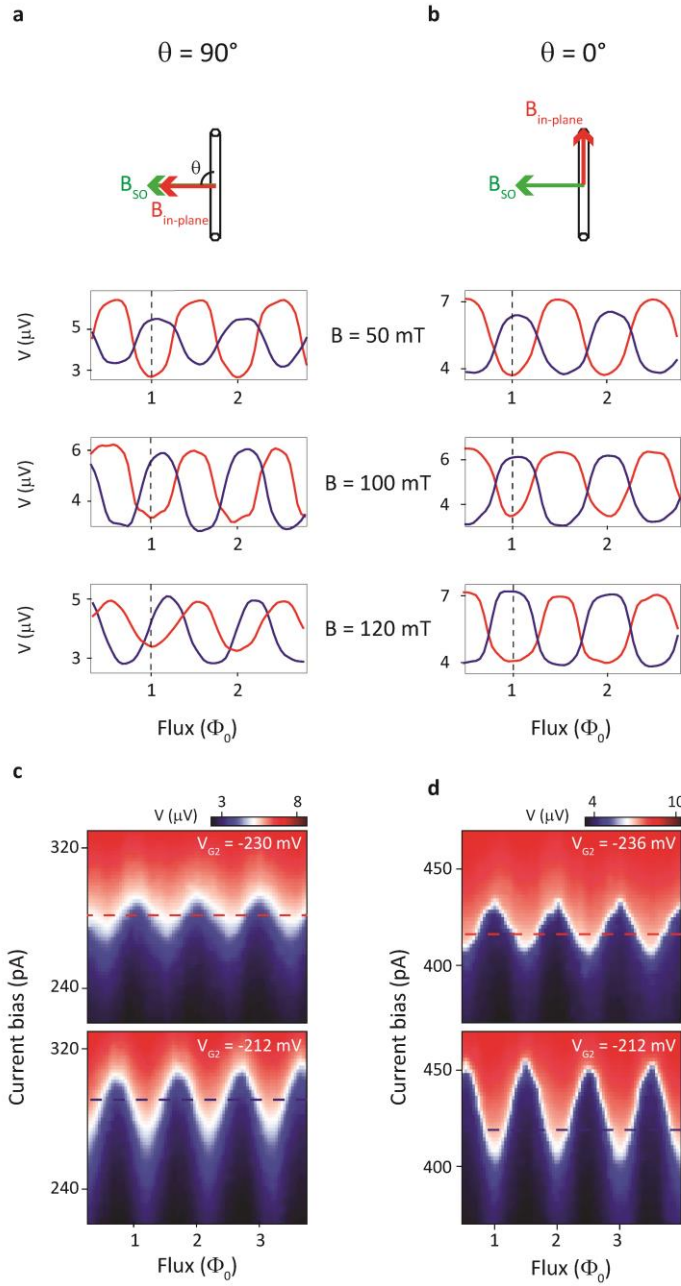 a
b
θ = 90°
θ = 0°
B_in-plane
θ
B_SO
B_in-plane
B_SO
V (μV)
5
3
1
2
B = 50 mT
7
4
1
2
V (μV)
6
4
1
2
B = 100 mT
6
4
1
2
V (μV)
5
3
1
2
B = 120 mT
7
4
1
2
Flux (Φ₀)
Flux (Φ₀)
c
V (μV)
3
8
d
V (μV)
4
10
Current bias (pA)
320
240
V_G2 = -230 mV
320
240
V_G2 = -212 mV
1
2
3
Flux (Φ₀)
Current bias (pA)
450
400
V_G2 = -236 mV
450
400
V_G2 = -212 mV
1
2
3
Flux (Φ₀)